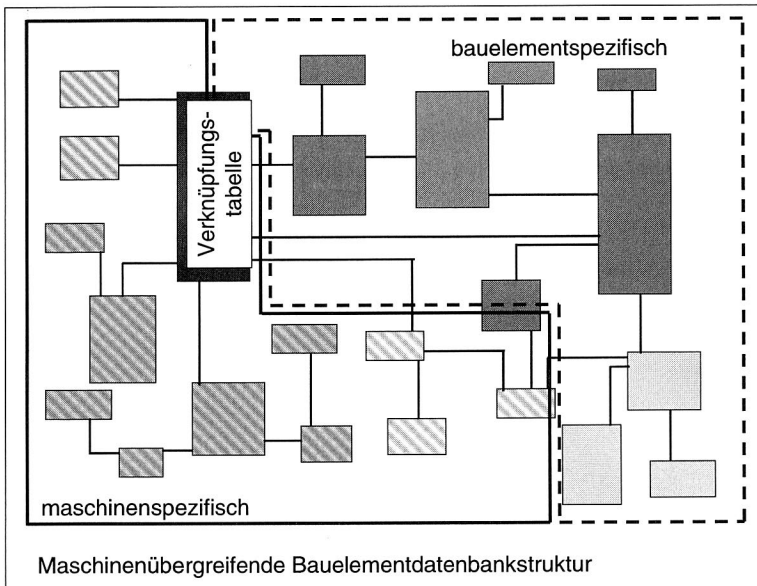 bauelementspezifisch
Verknüpfungs-
tabelle
maschinenspezifisch
Maschinenübergreifende Bauelementdatenbankstruktur